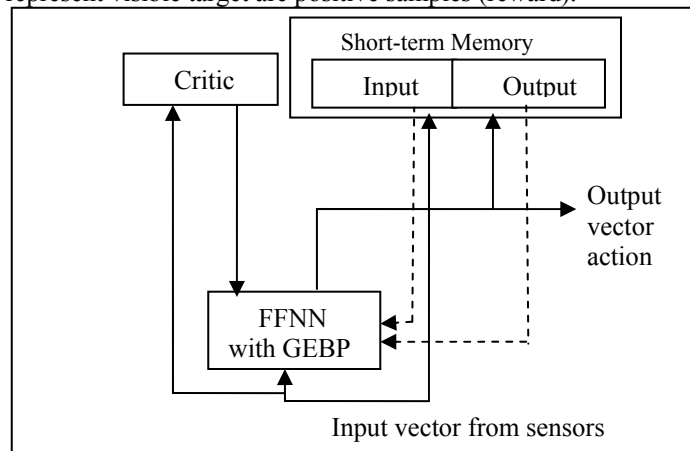 represent visible target are positive samples (reward).
Short-term Memory
Critic
Input
Output
Output
vector
action
FFNN
with GEBP
Input vector from sensors